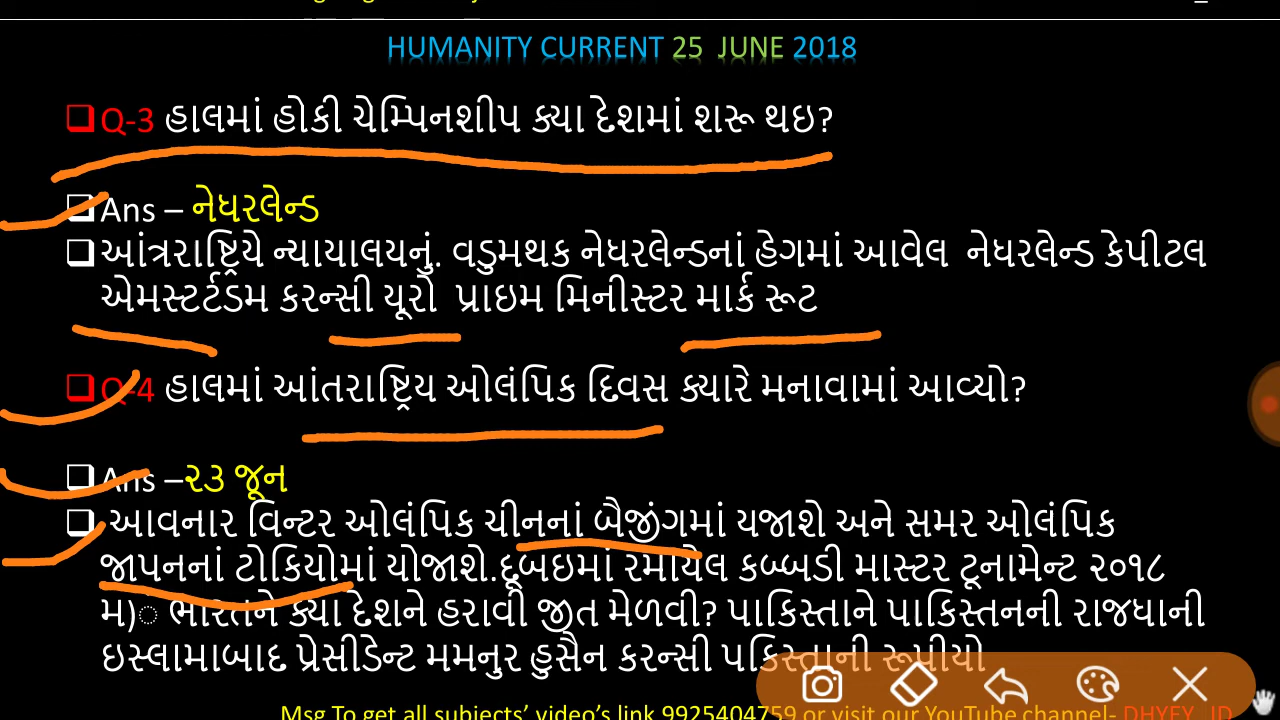 HUMANITY CURRENT 25 JUNE 2018
Q-3 હાલમાં હોકી ચેમ્પિનશીપ ક્યા દેશમાં શરૂ થઇ?
Ans – નેધરલેન્ડ
આંત્રરાષ્ટ્રિયે ન્યાયાલયનું. વડુમથક નેધરલેન્ડનાં હેગમાં આવેલ નેધરલેન્ડ કેપીટલ
એમસ્ટર્ટડમ કરન્સી યૂરો પ્રાઇમ મિનીસ્ટર માર્ક રૂટ
Q-4 હાલમાં આંતરાષ્ટ્રિય ઓલંપિક દિવસ ક્યારે મનાવામાં આવ્યો?
Ans –૨૩ જૂન
આવનાર વિન્ટર ઓલંપિક ચીનનાં બૈજીંગમાં યજાશે અને સમર ઓલંપિક
જાપનનાં ટોકિયોમાં યોજાશે.દૂબઇમાં રમાયેલ કબ્બડી માસ્ટર ટૂનામેન્ટ ૨૦૧૮
મ)ે ભારતને ક્યા દેશને હરાવી જીત મેળવી? પાકિસ્તાને પાકિસ્તનની રાજધાની
ઇસ્લામાબાદ પ્રેસીડેન્ટ મમનુર હુસૈન કરન્સી પકિસ્તાની રૂપીયો
Msg To get all subjects' video's link 9925404759 or visit our YouTube channel- DHYEY ID